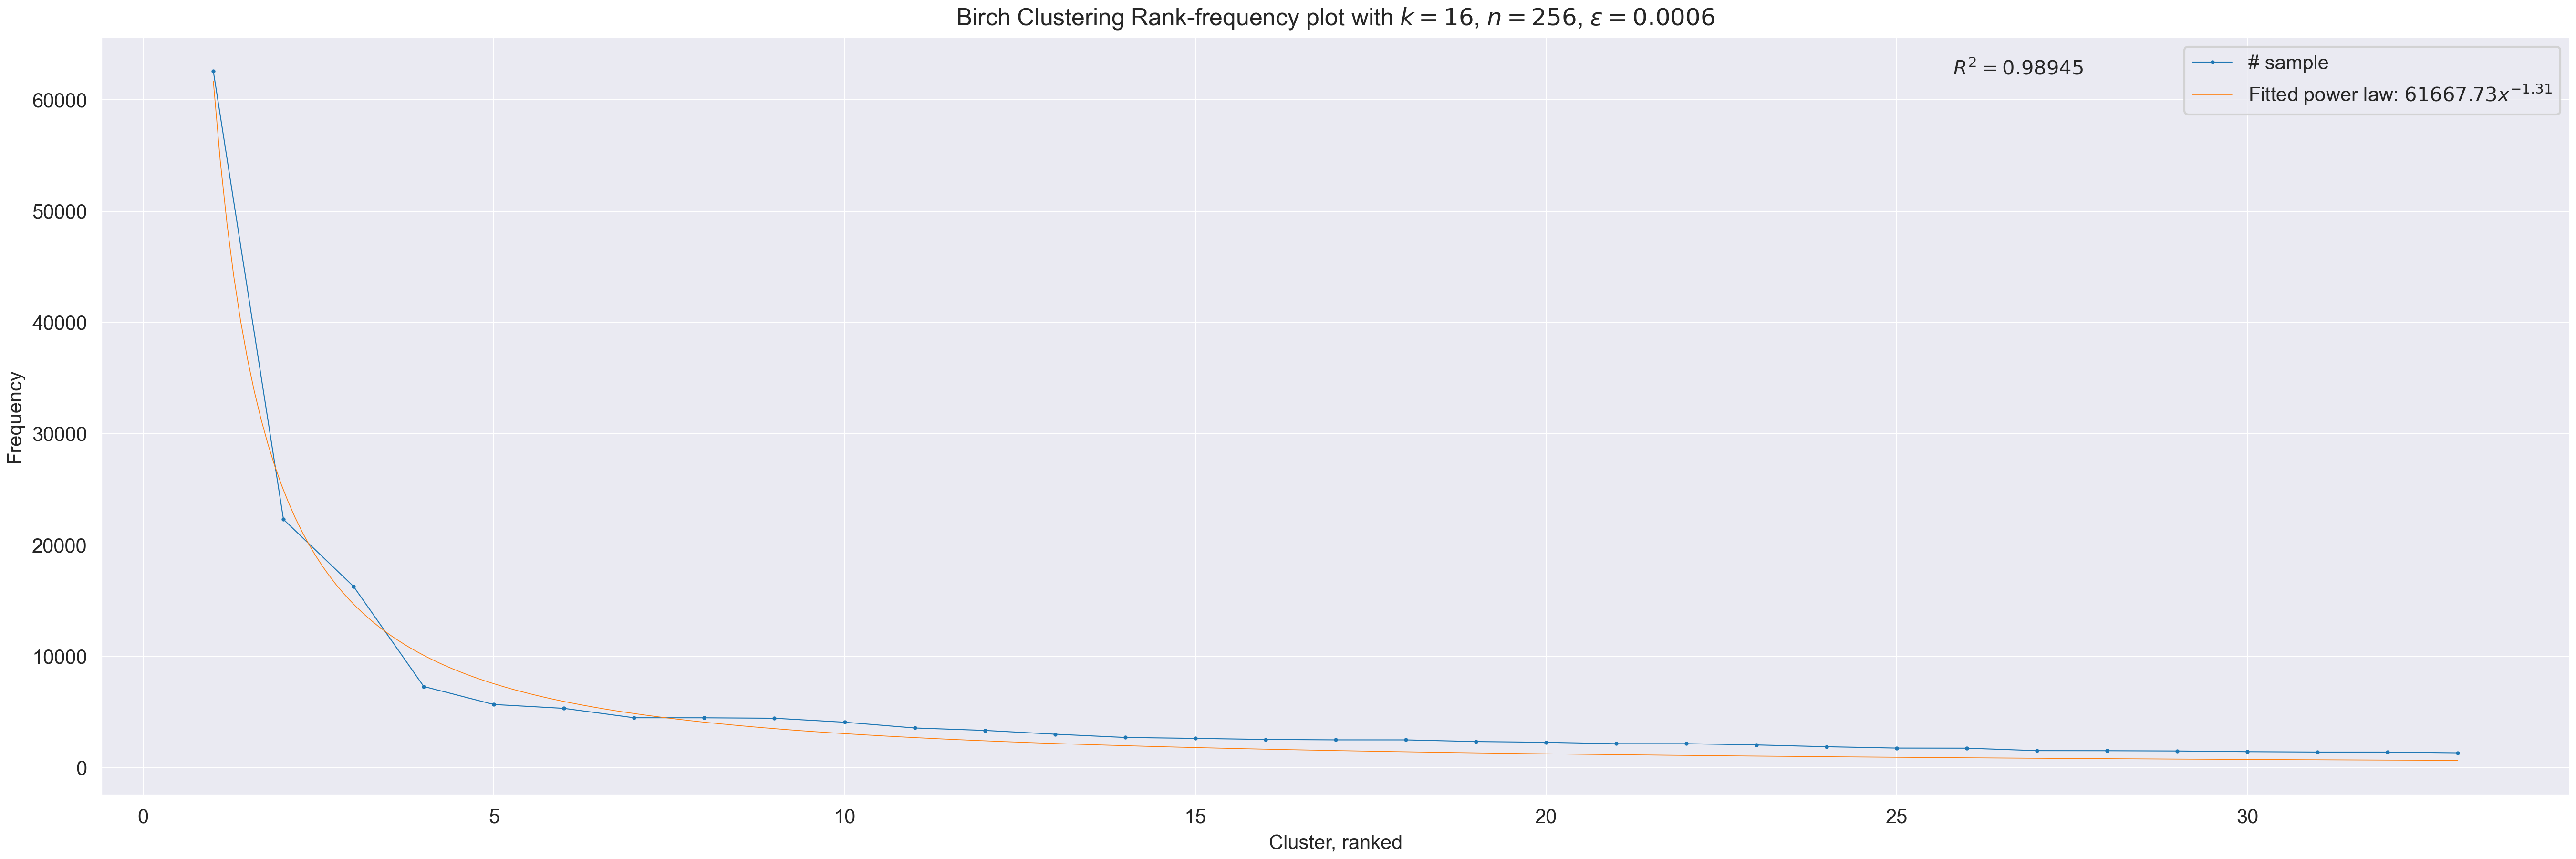 Birch Clustering Rank-frequency plot with k = 16, n = 256, ε = 0.0006
R² = 0.98945
# sample
Fitted power law: 61667.73x⁻¹·³¹
60000
50000
40000
30000
20000
10000
0
Frequency
0 5 10 15 20 25 30
Cluster, ranked